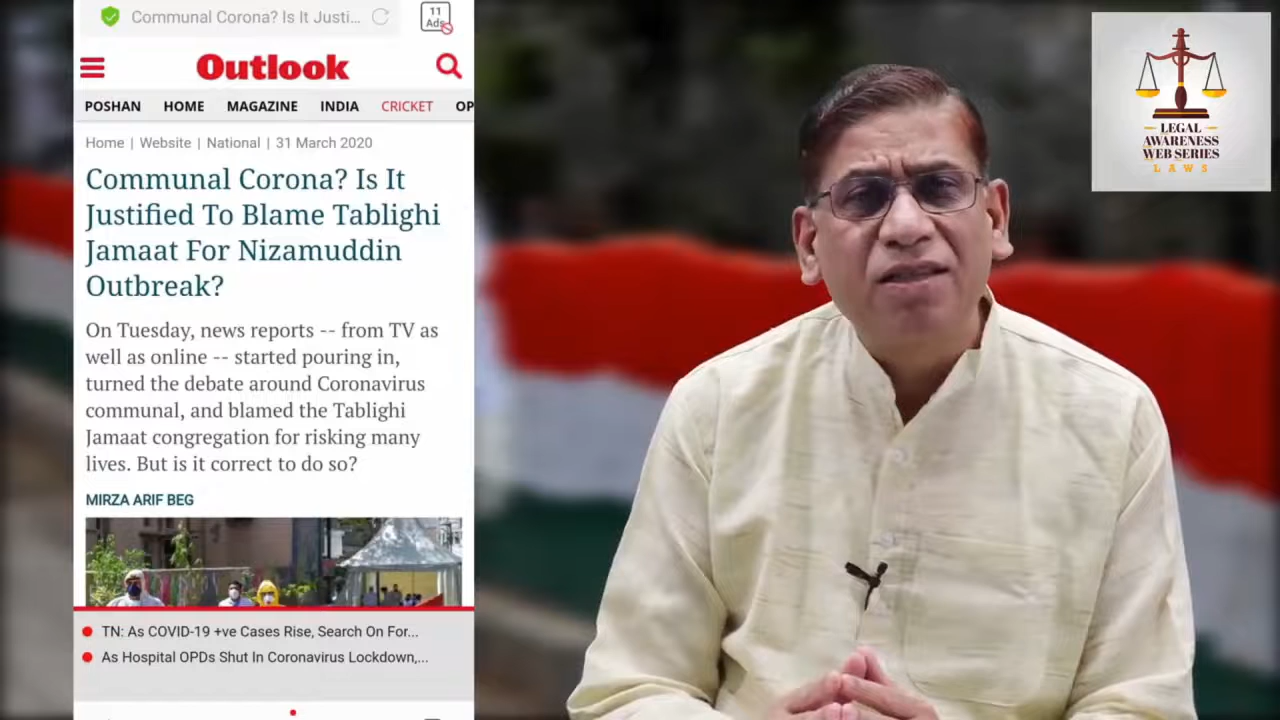 Communal Corona? Is It Justi...
11
Ads
Outlook
POSHAN HOME MAGAZINE INDIA CRICKET OP
Home | Website | National | 31 March 2020
Communal Corona? Is It
Justified To Blame Tablighi
Jamaat For Nizamuddin
Outbreak?
On Tuesday, news reports -- from TV as
well as online -- started pouring in,
turned the debate around Coronavirus
communal, and blamed the Tablighi
Jamaat congregation for risking many
lives. But is it correct to do so?
MIRZA ARIF BEG
TN: As COVID-19 +ve Cases Rise, Search On For...
As Hospital OPDs Shut In Coronavirus Lockdown,...
LEGAL
AWARENESS
WEB SERIES
LAWS